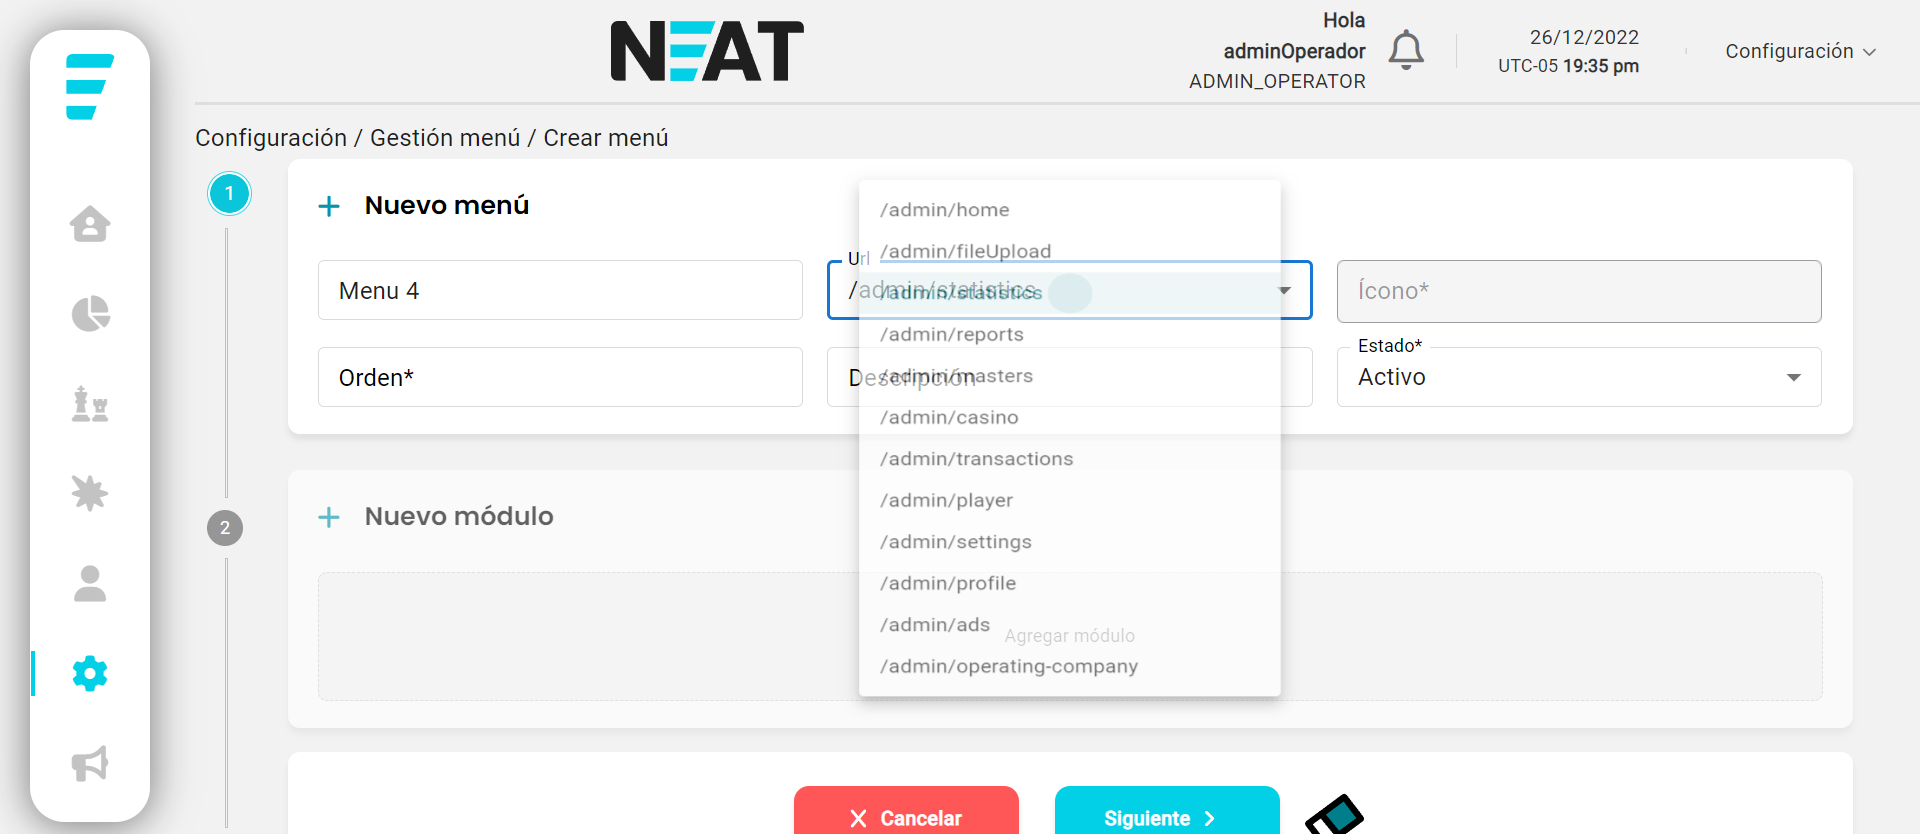 NEAT
Hola
adminOperador
ADMIN_OPERATOR
26/12/2022
UTC-05 19:35 pm
Configuración
Configuración / Gestión menú / Crear menú
1
Nuevo menú
Menu 4
Url
/admin/statistics
Ícono*
Orden*
Descripción
Estado*
Activo
/admin/home
/admin/fileUpload
/admin/statistics
/admin/reports
/admin/masters
/admin/casino
/admin/transactions
/admin/player
/admin/settings
/admin/profile
/admin/ads
/admin/operating-company
2
Nuevo módulo
Agregar módulo
Cancelar
Siguiente